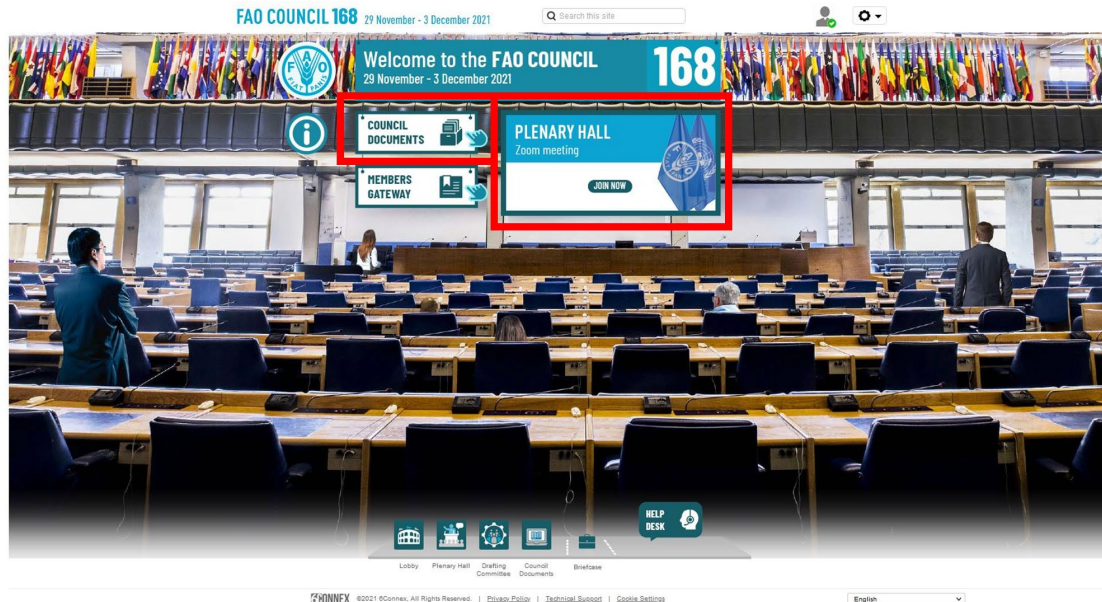 FAO COUNCIL 168 29 November - 3 December 2021
Search this site
Welcome to the FAO COUNCIL 168
29 November - 3 December 2021
FIAT PANIS
COUNCIL
DOCUMENTS
PLENARY HALL
Zoom meeting
JOIN NOW
MEMBERS
GATEWAY
HELP
DESK
Lobby
Plenary Hall
Drafting
Committee
Council
Documents
Briefcase
6CONNEX ©2021 6Connex, All Rights Reserved. | Privacy Policy | Technical Support | Cookie Settings
English